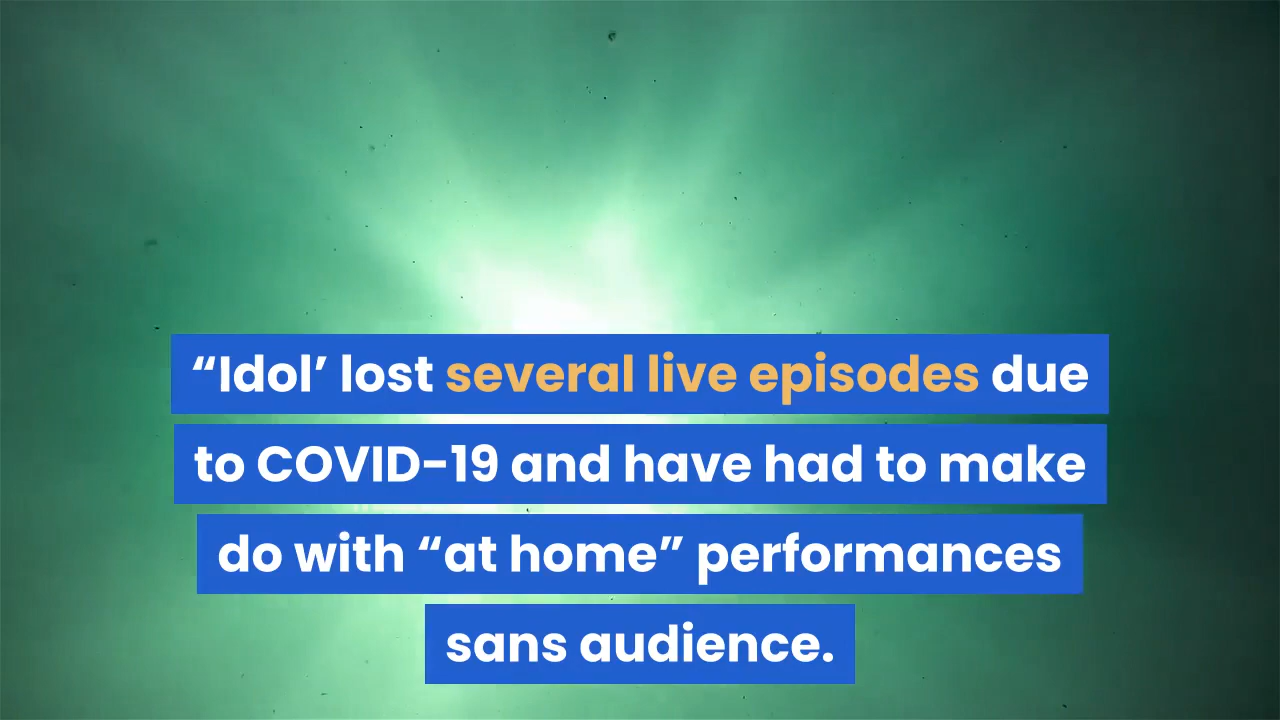 “Idol’ lost several live episodes due
to COVID-19 and have had to make
do with “at home” performances
sans audience.